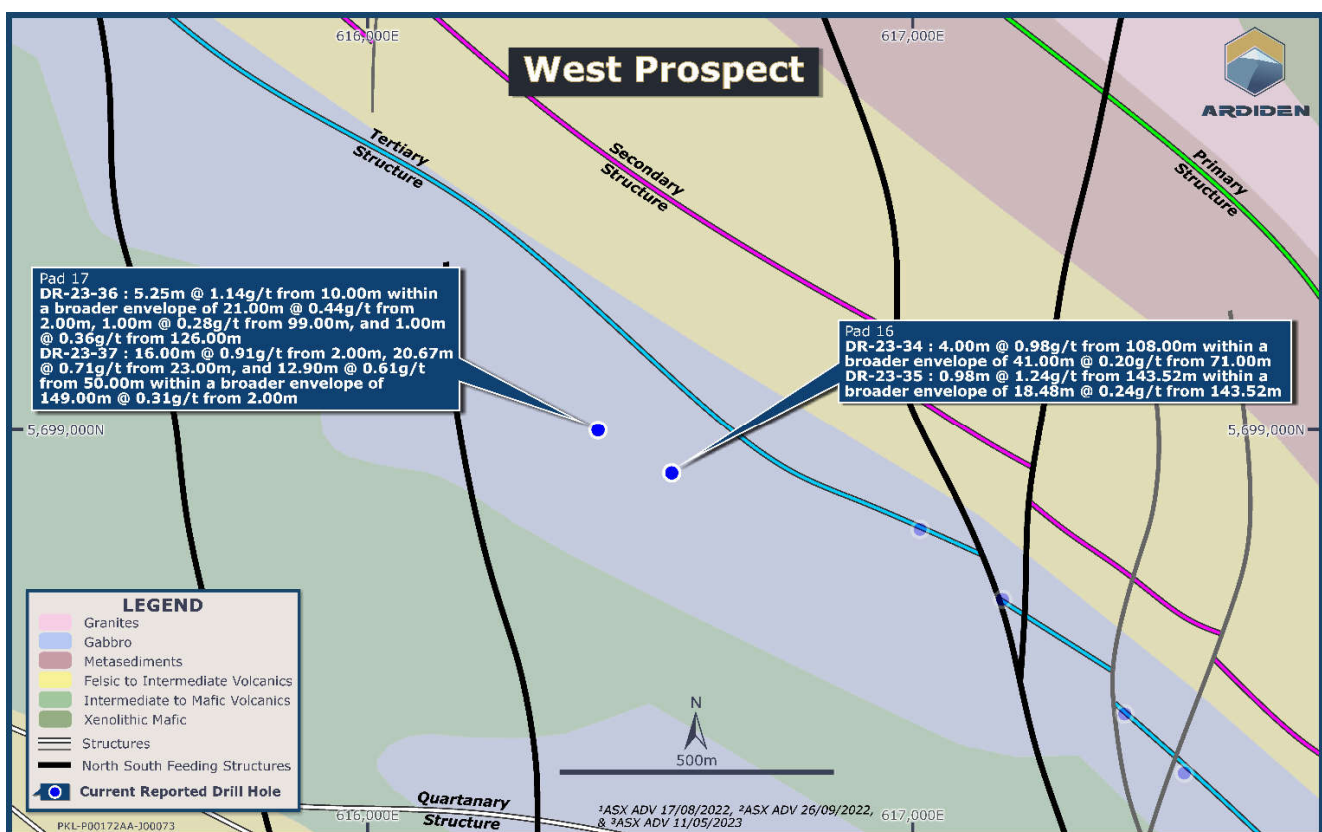 616,000E
617,000E
West Prospect
ARDIDEN
Tertiary
Structure
Secondary
Structure
Primary
Structure
Pad 17
DR-23-36 : 5.25m @ 1.14g/t from 10.00m within
a broader envelope of 21.00m @ 0.44g/t from
2.00m, 1.00m @ 0.28g/t from 99.00m, and 1.00m
@ 0.36g/t from 126.00m
DR-23-37 : 16.00m @ 0.91g/t from 2.00m, 20.67m
@ 0.71g/t from 23.00m, and 12.90m @ 0.61g/t
from 50.00m within a broader envelope of
149.00m @ 0.31g/t from 2.00m
Pad 16
DR-23-34 : 4.00m @ 0.98g/t from 108.00m within a
broader envelope of 41.00m @ 0.20g/t from 71.00m
DR-23-35 : 0.98m @ 1.24g/t from 143.52m within a
broader envelope of 18.48m @ 0.24g/t from 143.52m
5,699,000N
5,699,000N
LEGEND
Granites
Gabbro
Metasediments
Felsic to Intermediate Volcanics
Intermediate to Mafic Volcanics
Xenolithic Mafic
Structures
North South Feeding Structures
Current Reported Drill Hole
N
500m
Quartanary
Structure
¹ASX ADV 17/08/2022, ²ASX ADV 26/09/2022,
& ³ASX ADV 11/05/2023
616,000E
617,000E
PKL-P00172AA-J00073